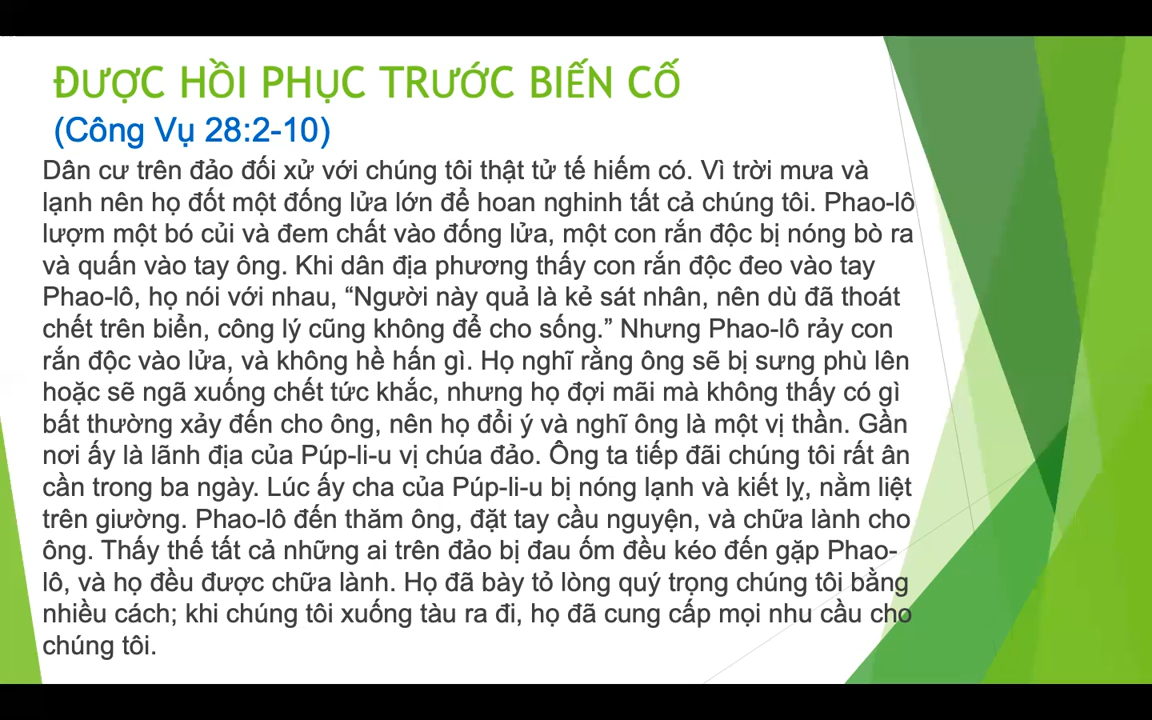 ĐƯỢC HỒI PHỤC TRƯỚC BIẾN CỐ
(Công Vụ 28:2-10)
Dân cư trên đảo đối xử với chúng tôi thật tử tế hiếm có. Vì trời mưa và
lạnh nên họ đốt một đống lửa lớn để hoan nghinh tất cả chúng tôi. Phao-lô
lượm một bó củi và đem chất vào đống lửa, một con rắn độc bị nóng bò ra
và quấn vào tay ông. Khi dân địa phương thấy con rắn độc đeo vào tay
Phao-lô, họ nói với nhau, “Người này quả là kẻ sát nhân, nên dù đã thoát
chết trên biển, công lý cũng không để cho sống.” Nhưng Phao-lô rảy con
rắn độc vào lửa, và không hề hấn gì. Họ nghĩ rằng ông sẽ bị sưng phù lên
hoặc sẽ ngã xuống chết tức khắc, nhưng họ đợi mãi mà không thấy có gì
bất thường xảy đến cho ông, nên họ đổi ý và nghĩ ông là một vị thần. Gần
nơi ấy là lãnh địa của Púp-li-u vị chúa đảo. Ông ta tiếp đãi chúng tôi rất ân
cần trong ba ngày. Lúc ấy cha của Púp-li-u bị nóng lạnh và kiết lỵ, nằm liệt
trên giường. Phao-lô đến thăm ông, đặt tay cầu nguyện, và chữa lành cho
ông. Thấy thế tất cả những ai trên đảo bị đau ốm đều kéo đến gặp Phao-
lô, và họ đều được chữa lành. Họ đã bày tỏ lòng quý trọng chúng tôi bằng
nhiều cách; khi chúng tôi xuống tàu ra đi, họ đã cung cấp mọi nhu cầu cho
chúng tôi.